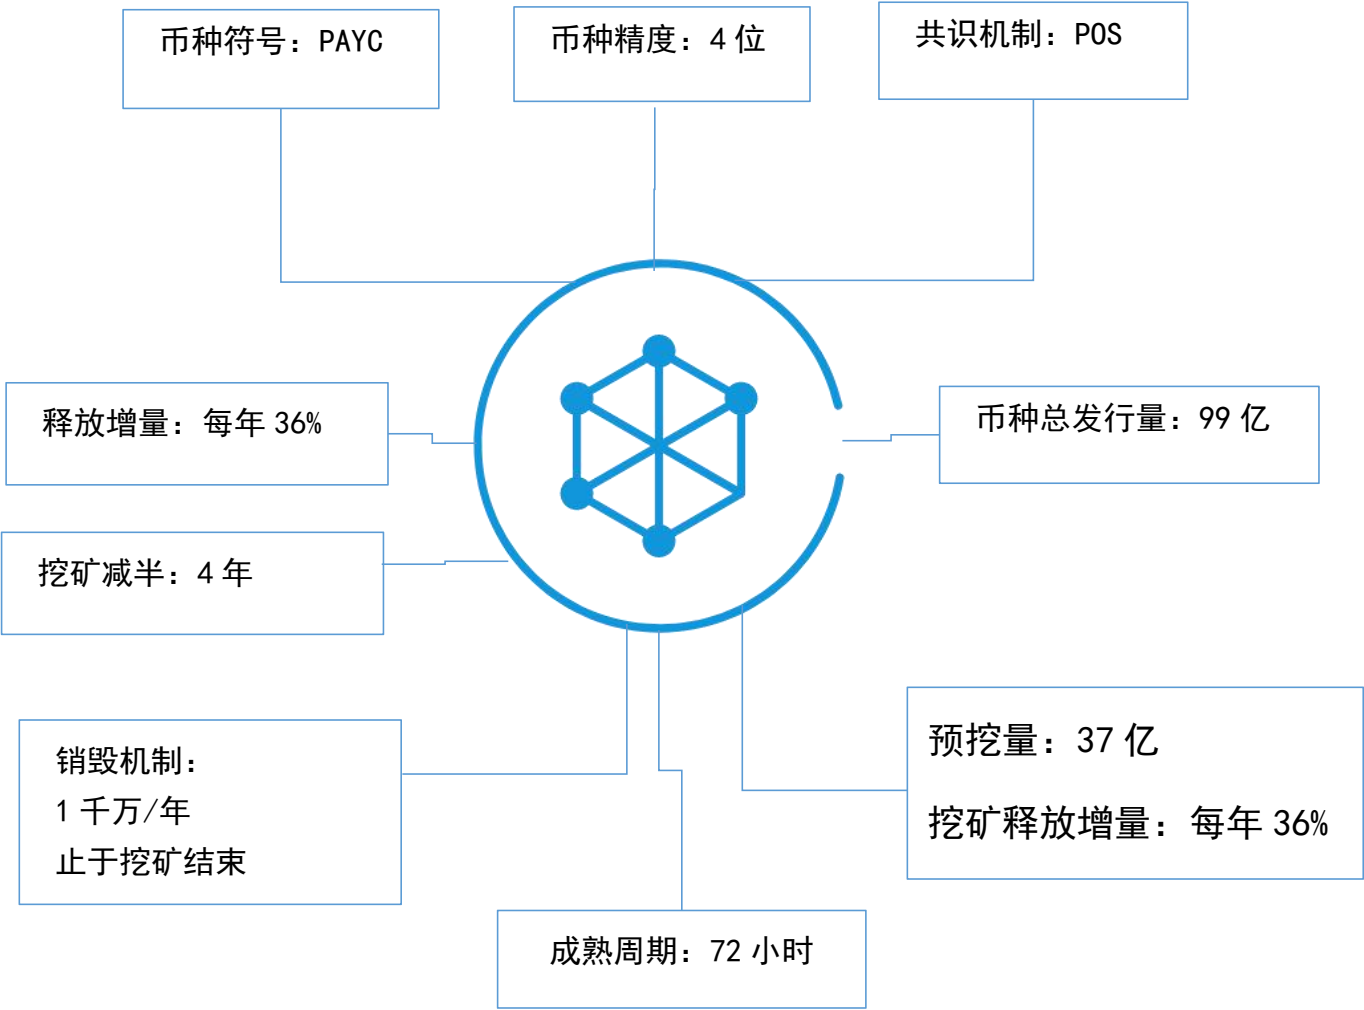 币种符号：PAYC
币种精度：4 位
共识机制：POS
释放增量：每年 36%
币种总发行量：99 亿
挖矿减半：4 年
销毁机制：
1 千万/年
止于挖矿结束
预挖量：37 亿
挖矿释放增量：每年 36%
成熟周期：72 小时